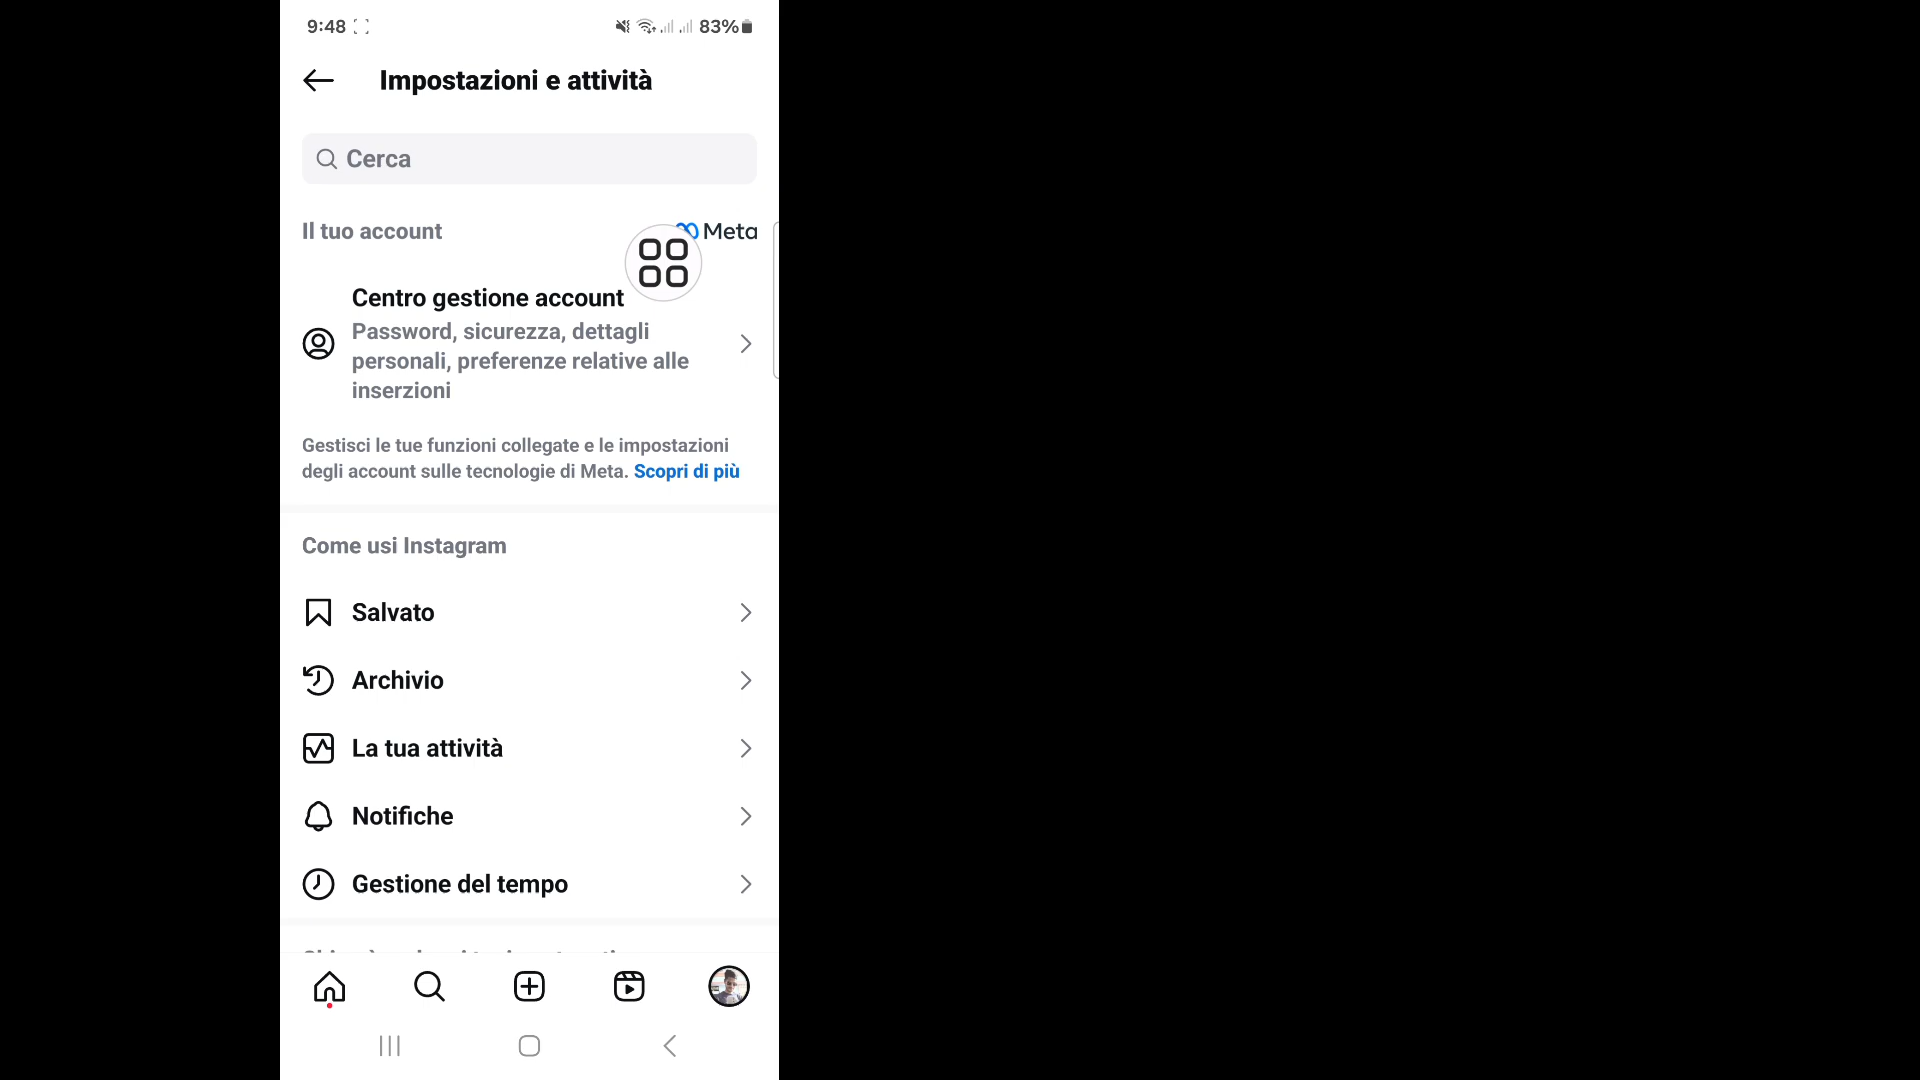 9:48
83%
Impostazioni e attività
Cerca
Il tuo account
Meta
Centro gestione account
Password, sicurezza, dettagli
personali, preferenze relative alle
inserzioni
Gestisci le tue funzioni collegate e le impostazioni
degli account sulle tecnologie di Meta. Scopri di più
Come usi Instagram
Salvato
Archivio
La tua attività
Notifiche
Gestione del tempo